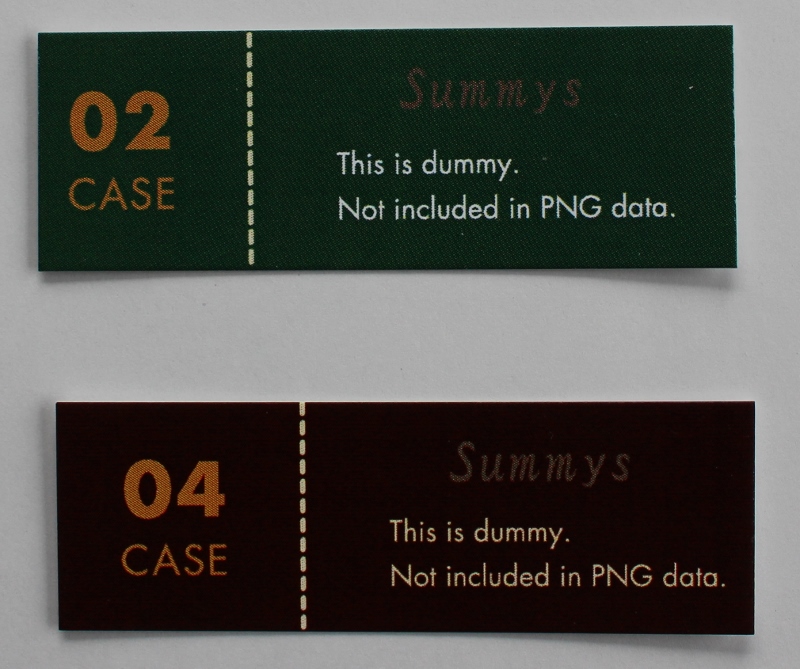 02
CASE
Summys
This is dummy.
Not included in PNG data.
04
CASE
Summys
This is dummy.
Not included in PNG data.